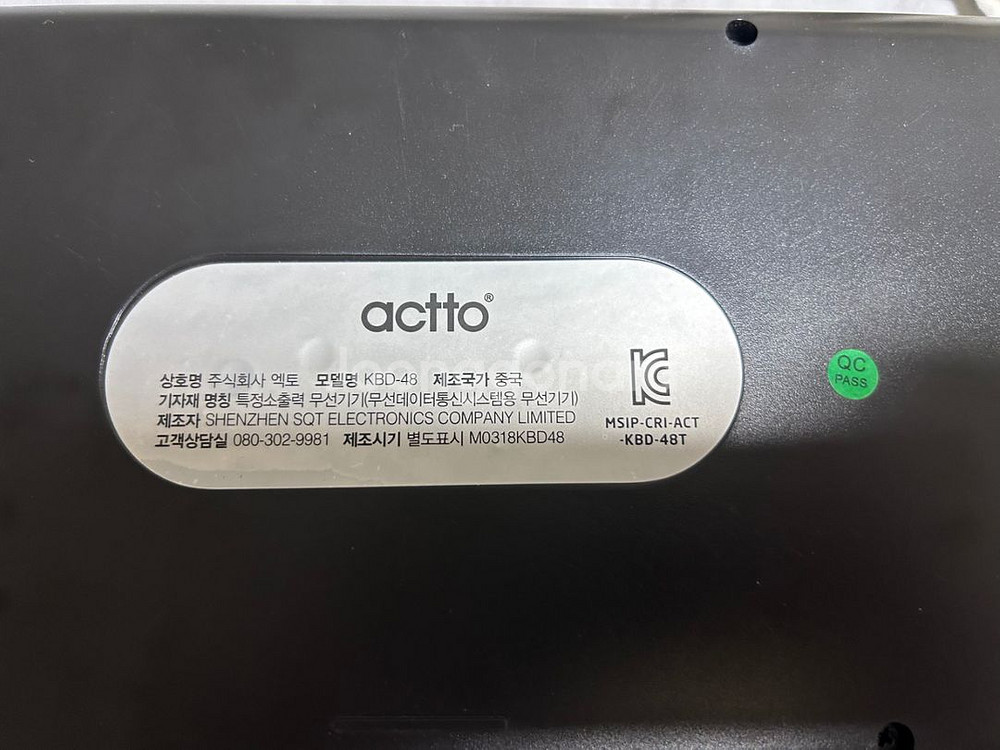 actto®
상호명 주식회사 엑토 모델명 KBD-48 제조국가 중국
기자재 명칭 특정소출력 무선기기(무선데이터통신시스템용 무선기기)
제조자 SHENZHEN SQT ELECTRONICS COMPANY LIMITED
고객상담실 080-302-9981 제조시기 별도표시 M0318KBD48
MSIP-CRI-ACT
-KBD-48T
QC
PASS